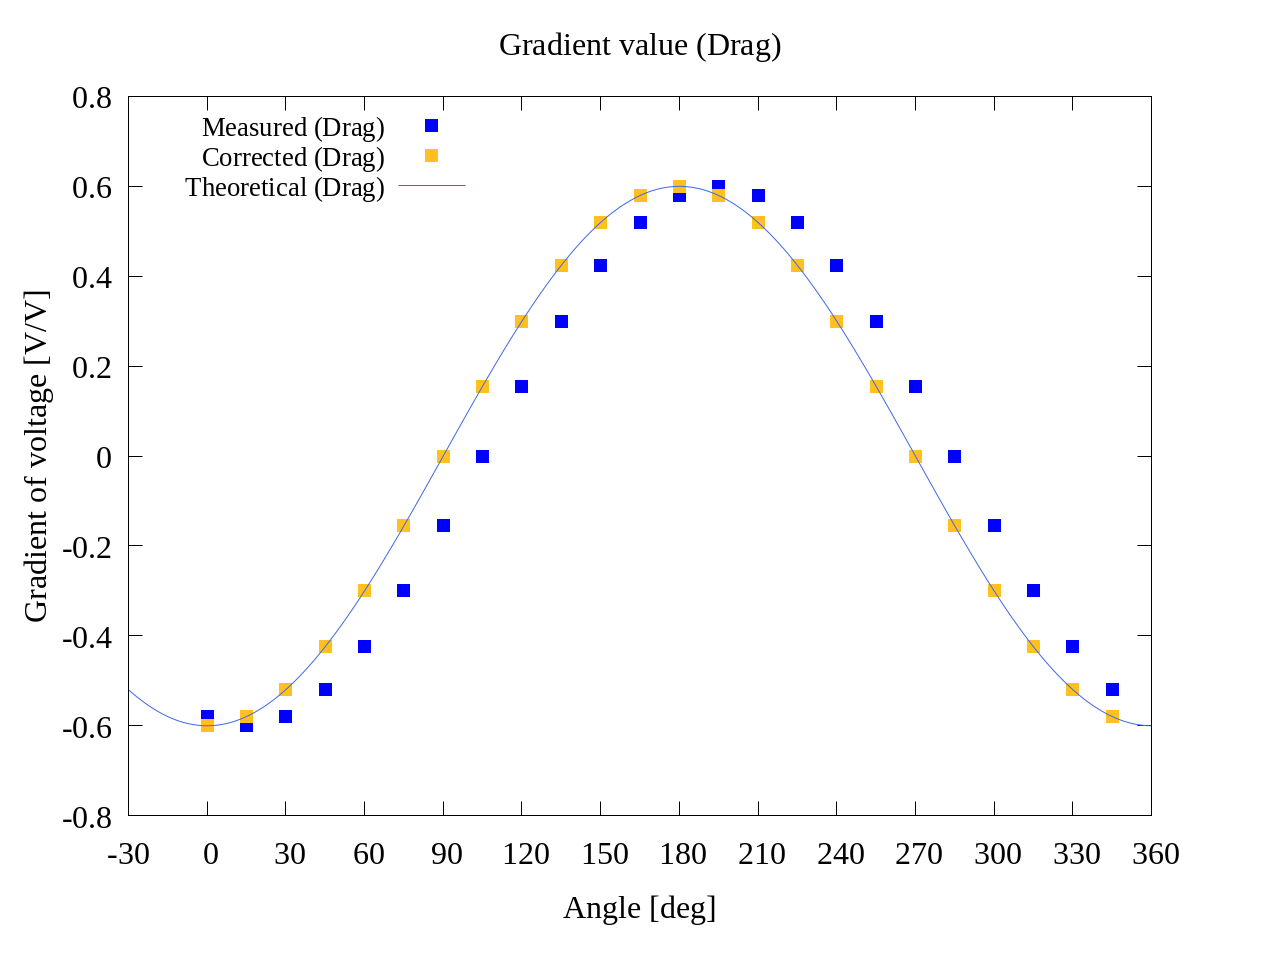 Gradient value (Drag)
0.8
0.6
0.4
0.2
0
-0.2
-0.4
-0.6
-0.8
Gradient of voltage [V/V]
Measured (Drag)
Corrected (Drag)
Theoretical (Drag)
-30 0 30 60 90 120 150 180 210 240 270 300 330 360
Angle [deg]